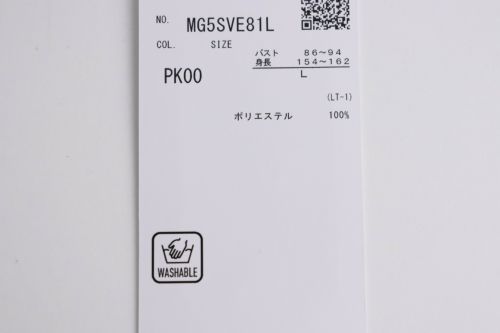 NO. MG5SVE81L
COL. SIZE
バスト 86～94
身長 154～162
PK00 L
(LT-1)
ポリエステル 100%
WASHABLE